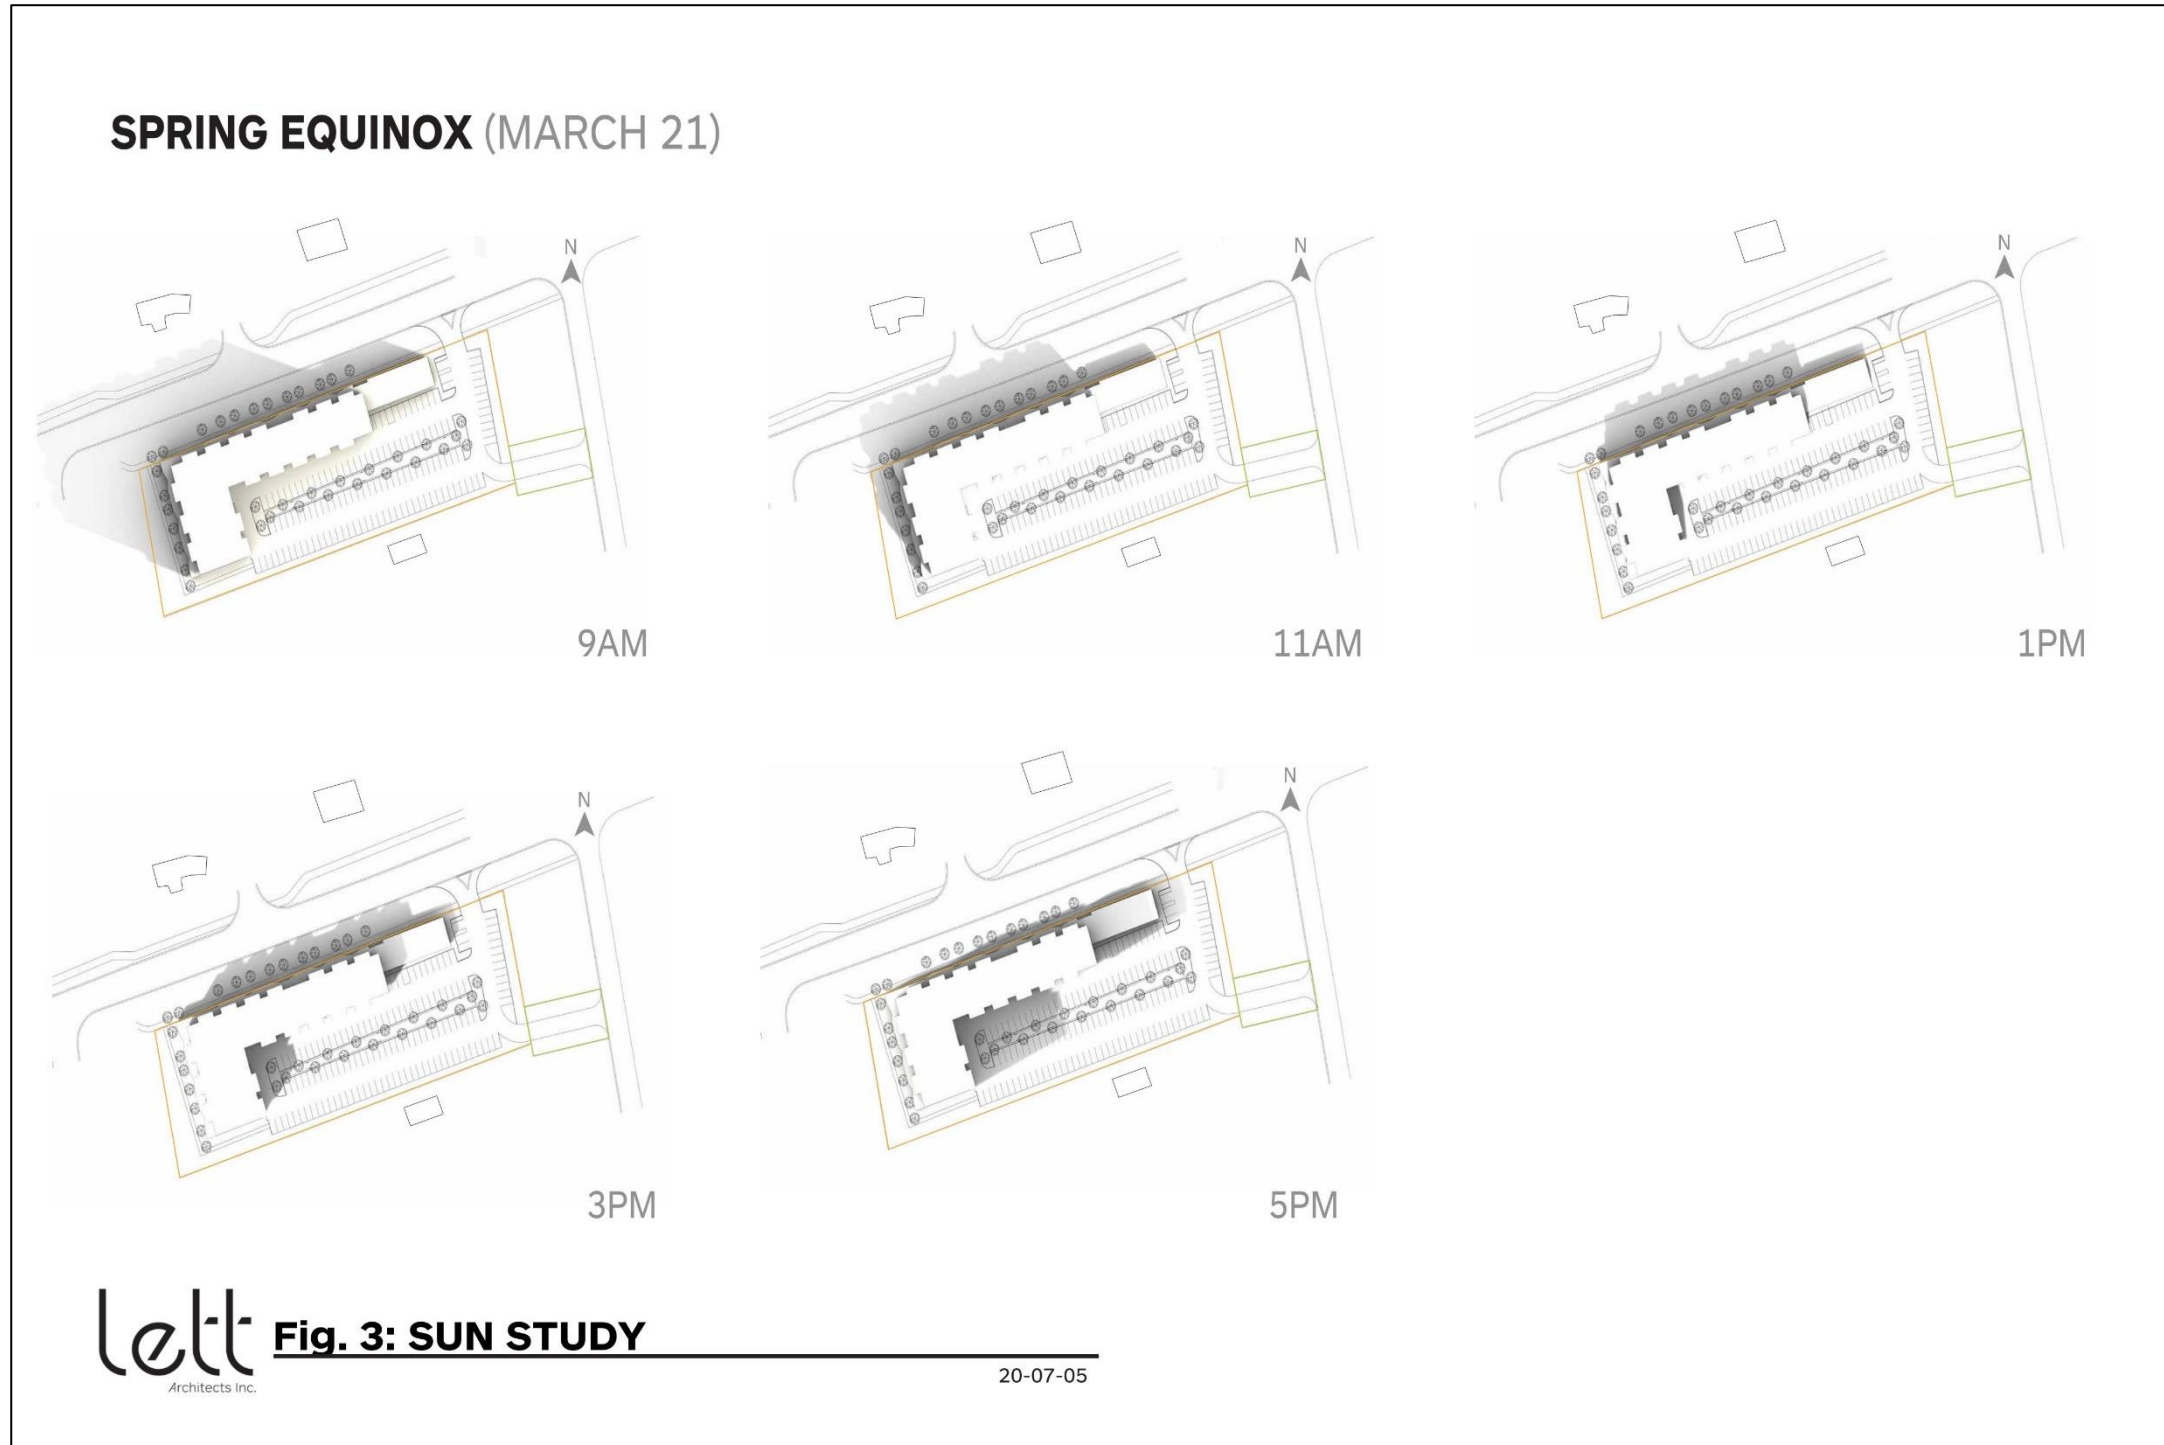 SPRING EQUINOX (MARCH 21)
N
N
N
9AM
11AM
1PM
N
N
3PM
5PM
lett
Architects Inc.
Fig. 3: SUN STUDY
20-07-05